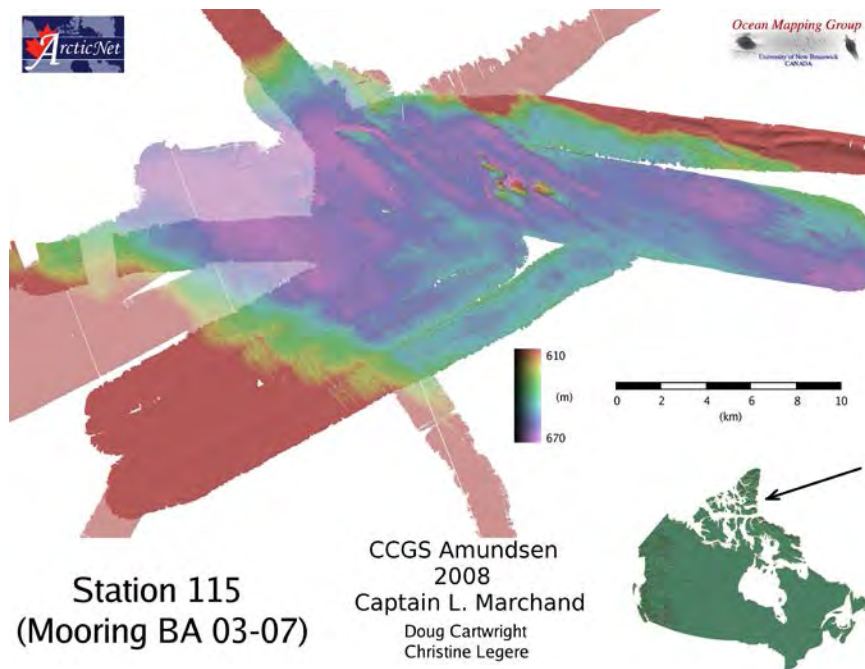 ArcticNet
Ocean Mapping Group
University of New Brunswick
CANADA
610
(m)
670
0 2 4 6 8 10
(km)
Station 115
(Mooring BA 03-07)
CCGS Amundsen
2008
Captain L. Marchand
Doug Cartwright
Christine Legere